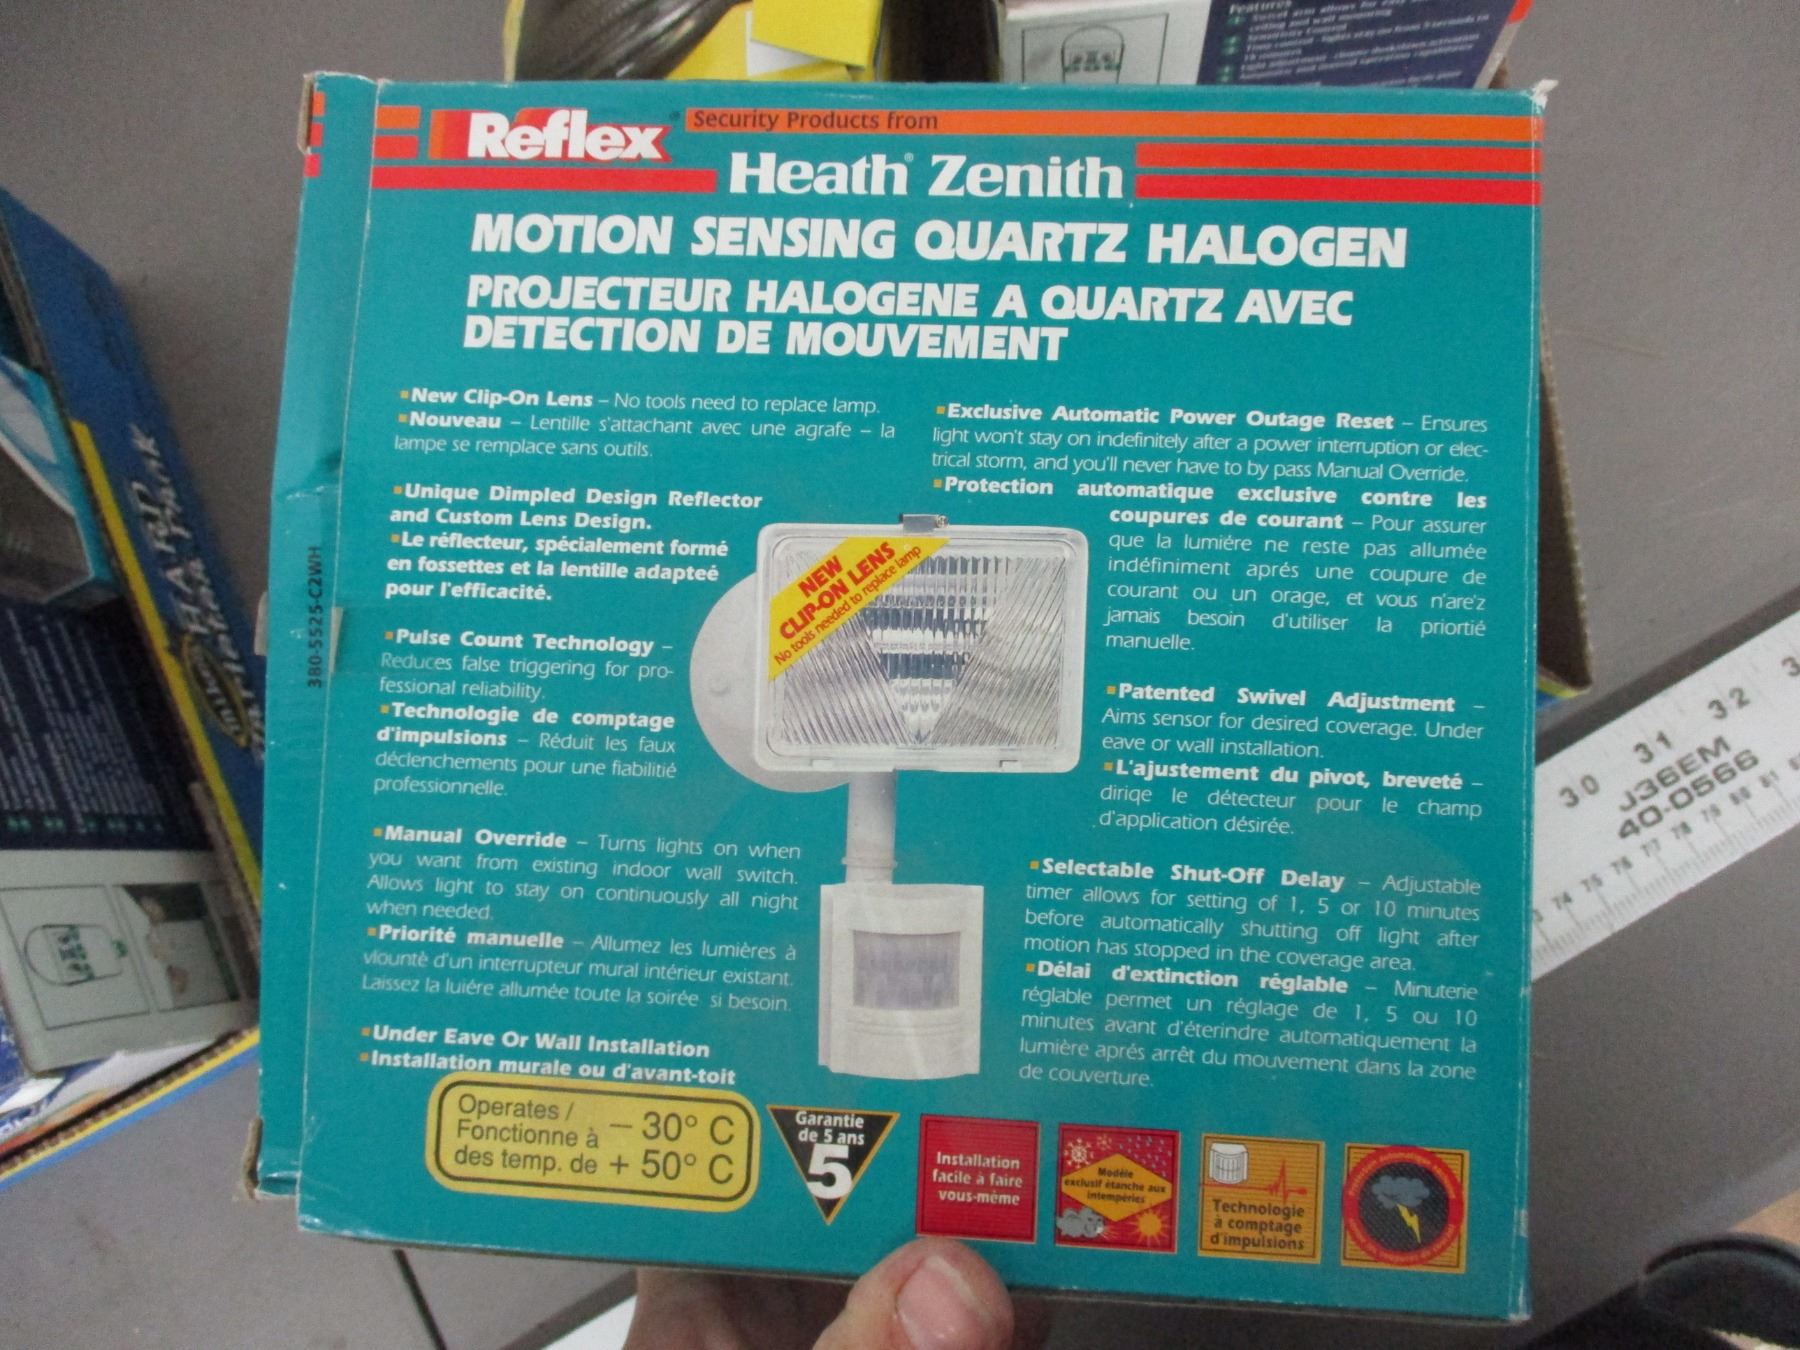 Reflex
Security Products from
Heath® Zenith
MOTION SENSING QUARTZ HALOGEN
PROJECTEUR HALOGENE A QUARTZ AVEC
DETECTION DE MOUVEMENT
New Clip-On Lens – No tools need to replace lamp.
Nouveau – Lentille s'attachant avec une agrafe – la
lampe se remplace sans outils.
Unique Dimpled Design Reflector
and Custom Lens Design.
Le réflecteur, spécialement formé
en fossettes et la lentille adapteé
pour l'efficacité.
Pulse Count Technology –
Reduces false triggering for pro-
fessional reliability.
Technologie de comptage
d'impulsions – Réduit les faux
déclenchements pour une fiabilitié
professionnelle.
Manual Override – Turns lights on when
you want from existing indoor wall switch.
Allows light to stay on continuously all night
when needed.
Priorité manuelle – Allumez les lumières à
vlountè d'un interrupteur mural intérieur existant.
Laissez la luiére allumée toute la soirée si besoin.
Under Eave Or Wall Installation
Installation murale ou d'avant-toit
Exclusive Automatic Power Outage Reset – Ensures
light won't stay on indefinitely after a power interruption or elec-
trical storm, and you'll never have to by pass Manual Override.
Protection automatique exclusive contre les
coupures de courant – Pour assurer
que la lumiére ne reste pas allumée
indéfiniment aprés une coupure de
courant ou un orage, et vous n'are'z
jamais besoin d'utiliser la priortié
manuelle.
Patented Swivel Adjustment –
Aims sensor for desired coverage. Under
eave or wall installation.
L'ajustement du pivot, breveté –
dirige le détecteur pour le champ
d'application désirée.
Selectable Shut-Off Delay – Adjustable
timer allows for setting of 1, 5 or 10 minutes
before automatically shutting off light after
motion has stopped in the coverage area.
Délai d'extinction réglable – Minuterie
réglable permet un réglage de 1, 5 ou 10
minutes avant d'éterindre automatiquement la
lumière aprés arrêt du mouvement dans la zone
de couverture.
NEW
CLIP-ON LENS
No tools needed to replace lamp
Operates /
Fonctionne à
des temp. de
– 30° C
+ 50° C
Garantie
de 5 ans
5
Installation
facile à faire
vous-même
Modéle
exclusif étanche aux
intempéries
Technologie
à comptage
d'impulsions
380-5525-C2WH
30 31 32
J36EM
40-0566
74 75 76 77 78 79 80 81
Features